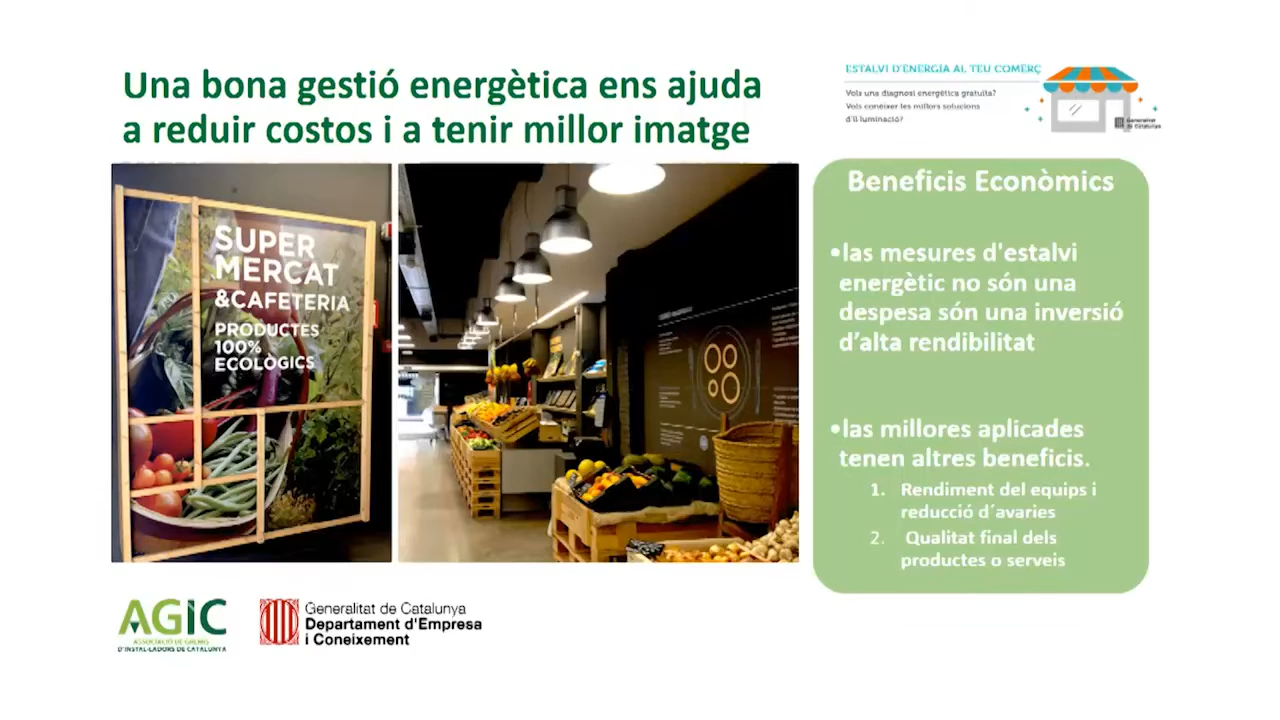 Una bona gestió energètica ens ajuda
a reduir costos i a tenir millor imatge
ESTALVI D'ENERGIA AL TEU COMERÇ
Vols una diagnosi energètica gratuïta?
Vols conèixer les millors solucions
d'il·luminació?
Generalitat
de Catalunya
SUPER
MERCAT
&CAFETERIA
PRODUCTES
100%
ECOLÒGICS
Beneficis Econòmics
•las mesures d'estalvi
energètic no són una
despesa són una inversió
d’alta rendibilitat
•las millores aplicades
tenen altres beneficis.
1. Rendiment del equips i
reducció d´avaries
2. Qualitat final dels
productes o serveis
AGIC
ASSOCIACIÓ DE GREMIS
D'INSTAL·LADORS DE CATALUNYA
Generalitat de Catalunya
Departament d'Empresa
i Coneixement